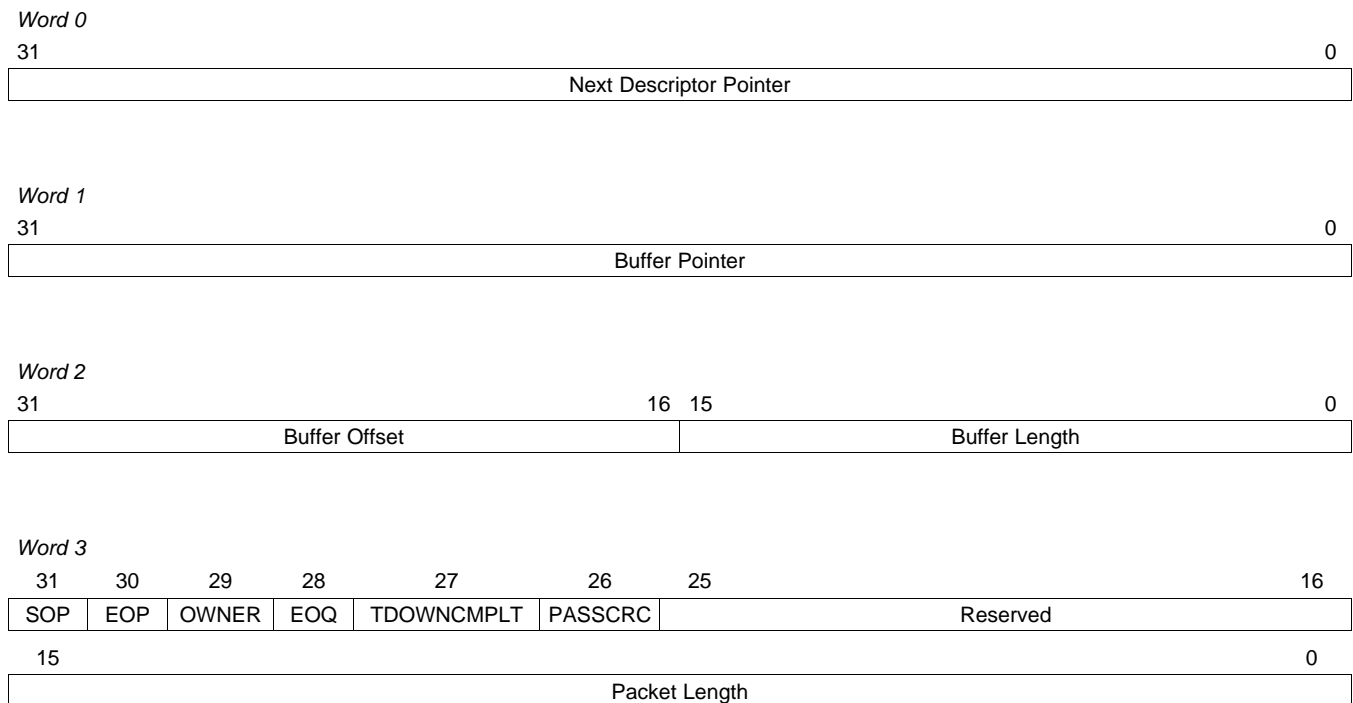 Word 0
31 0
Next Descriptor Pointer
Word 1
31 0
Buffer Pointer
Word 2
31 16 15 0
Buffer Offset Buffer Length
Word 3
31 30 29 28 27 26 25 16
SOP EOP OWNER EOQ TDOWNCMPLT PASSCRC Reserved
15 0
Packet Length